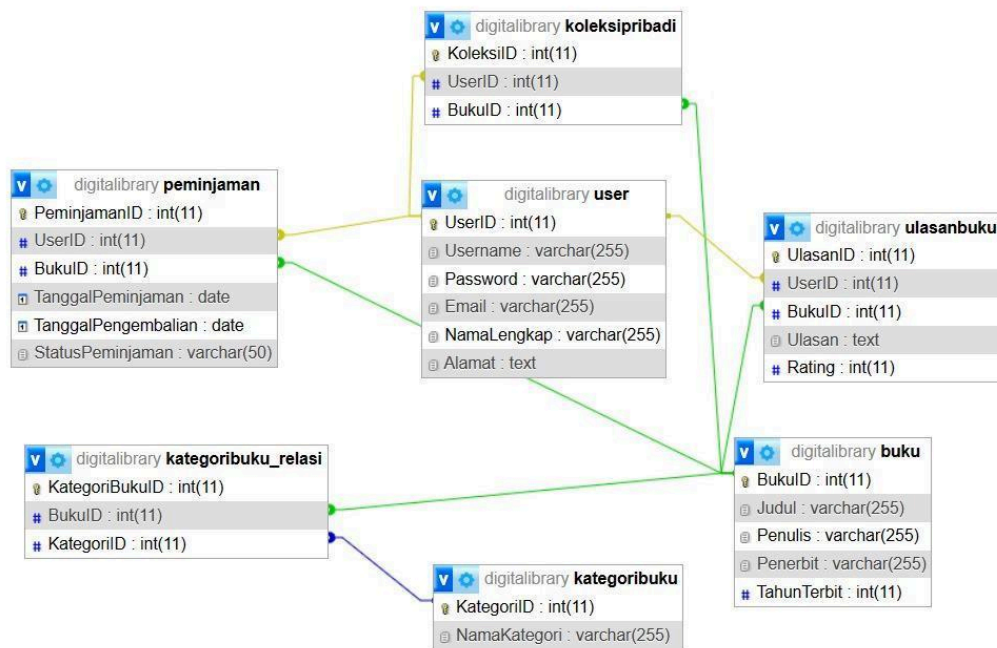 digitalibrary koleksipribadi
KoleksiID : int(11)
UserID : int(11)
BukuID : int(11)
digitalibrary peminjaman
PeminjamanID : int(11)
UserID : int(11)
BukuID : int(11)
TanggalPeminjaman : date
TanggalPengembalian : date
StatusPeminjaman : varchar(50)
digitalibrary user
UserID : int(11)
Username : varchar(255)
Password : varchar(255)
Email : varchar(255)
NamaLengkap : varchar(255)
Alamat : text
digitalibrary ulasanbuku
UlasanID : int(11)
UserID : int(11)
BukuID : int(11)
Ulasan : text
Rating : int(11)
digitalibrary kategoribuku_relasi
KategoriBukuID : int(11)
BukuID : int(11)
KategoriID : int(11)
digitalibrary buku
BukuID : int(11)
Judul : varchar(255)
Penulis : varchar(255)
Penerbit : varchar(255)
TahunTerbit : int(11)
digitalibrary kategoribuku
KategoriID : int(11)
NamaKategori : varchar(255)